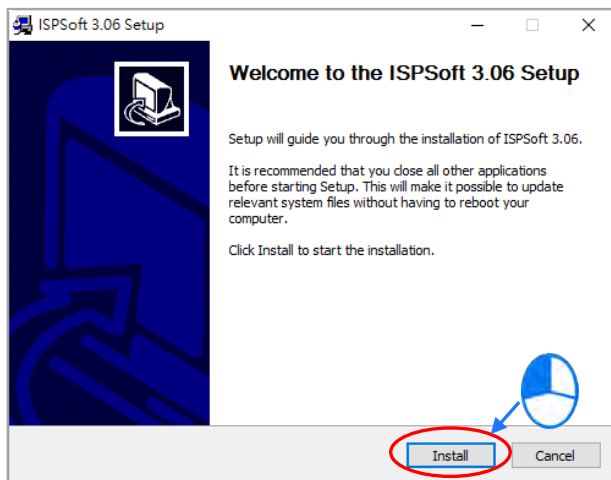 ISPSoft 3.06 Setup
Welcome to the ISPSoft 3.06 Setup
Setup will guide you through the installation of ISPSoft 3.06.
It is recommended that you close all other applications
before starting Setup. This will make it possible to update
relevant system files without having to reboot your
computer.
Click Install to start the installation.
Install Cancel